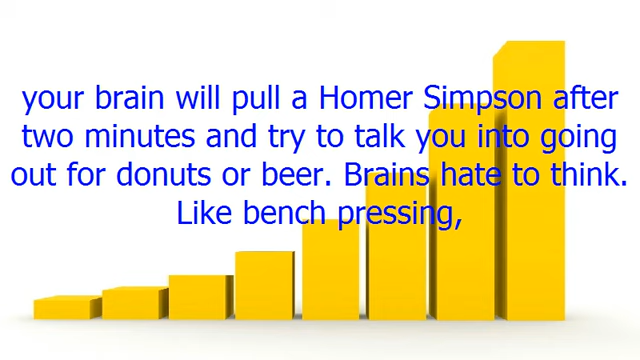 your brain will pull a Homer Simpson after
two minutes and try to talk you into going
out for donuts or beer. Brains hate to think.
Like bench pressing,